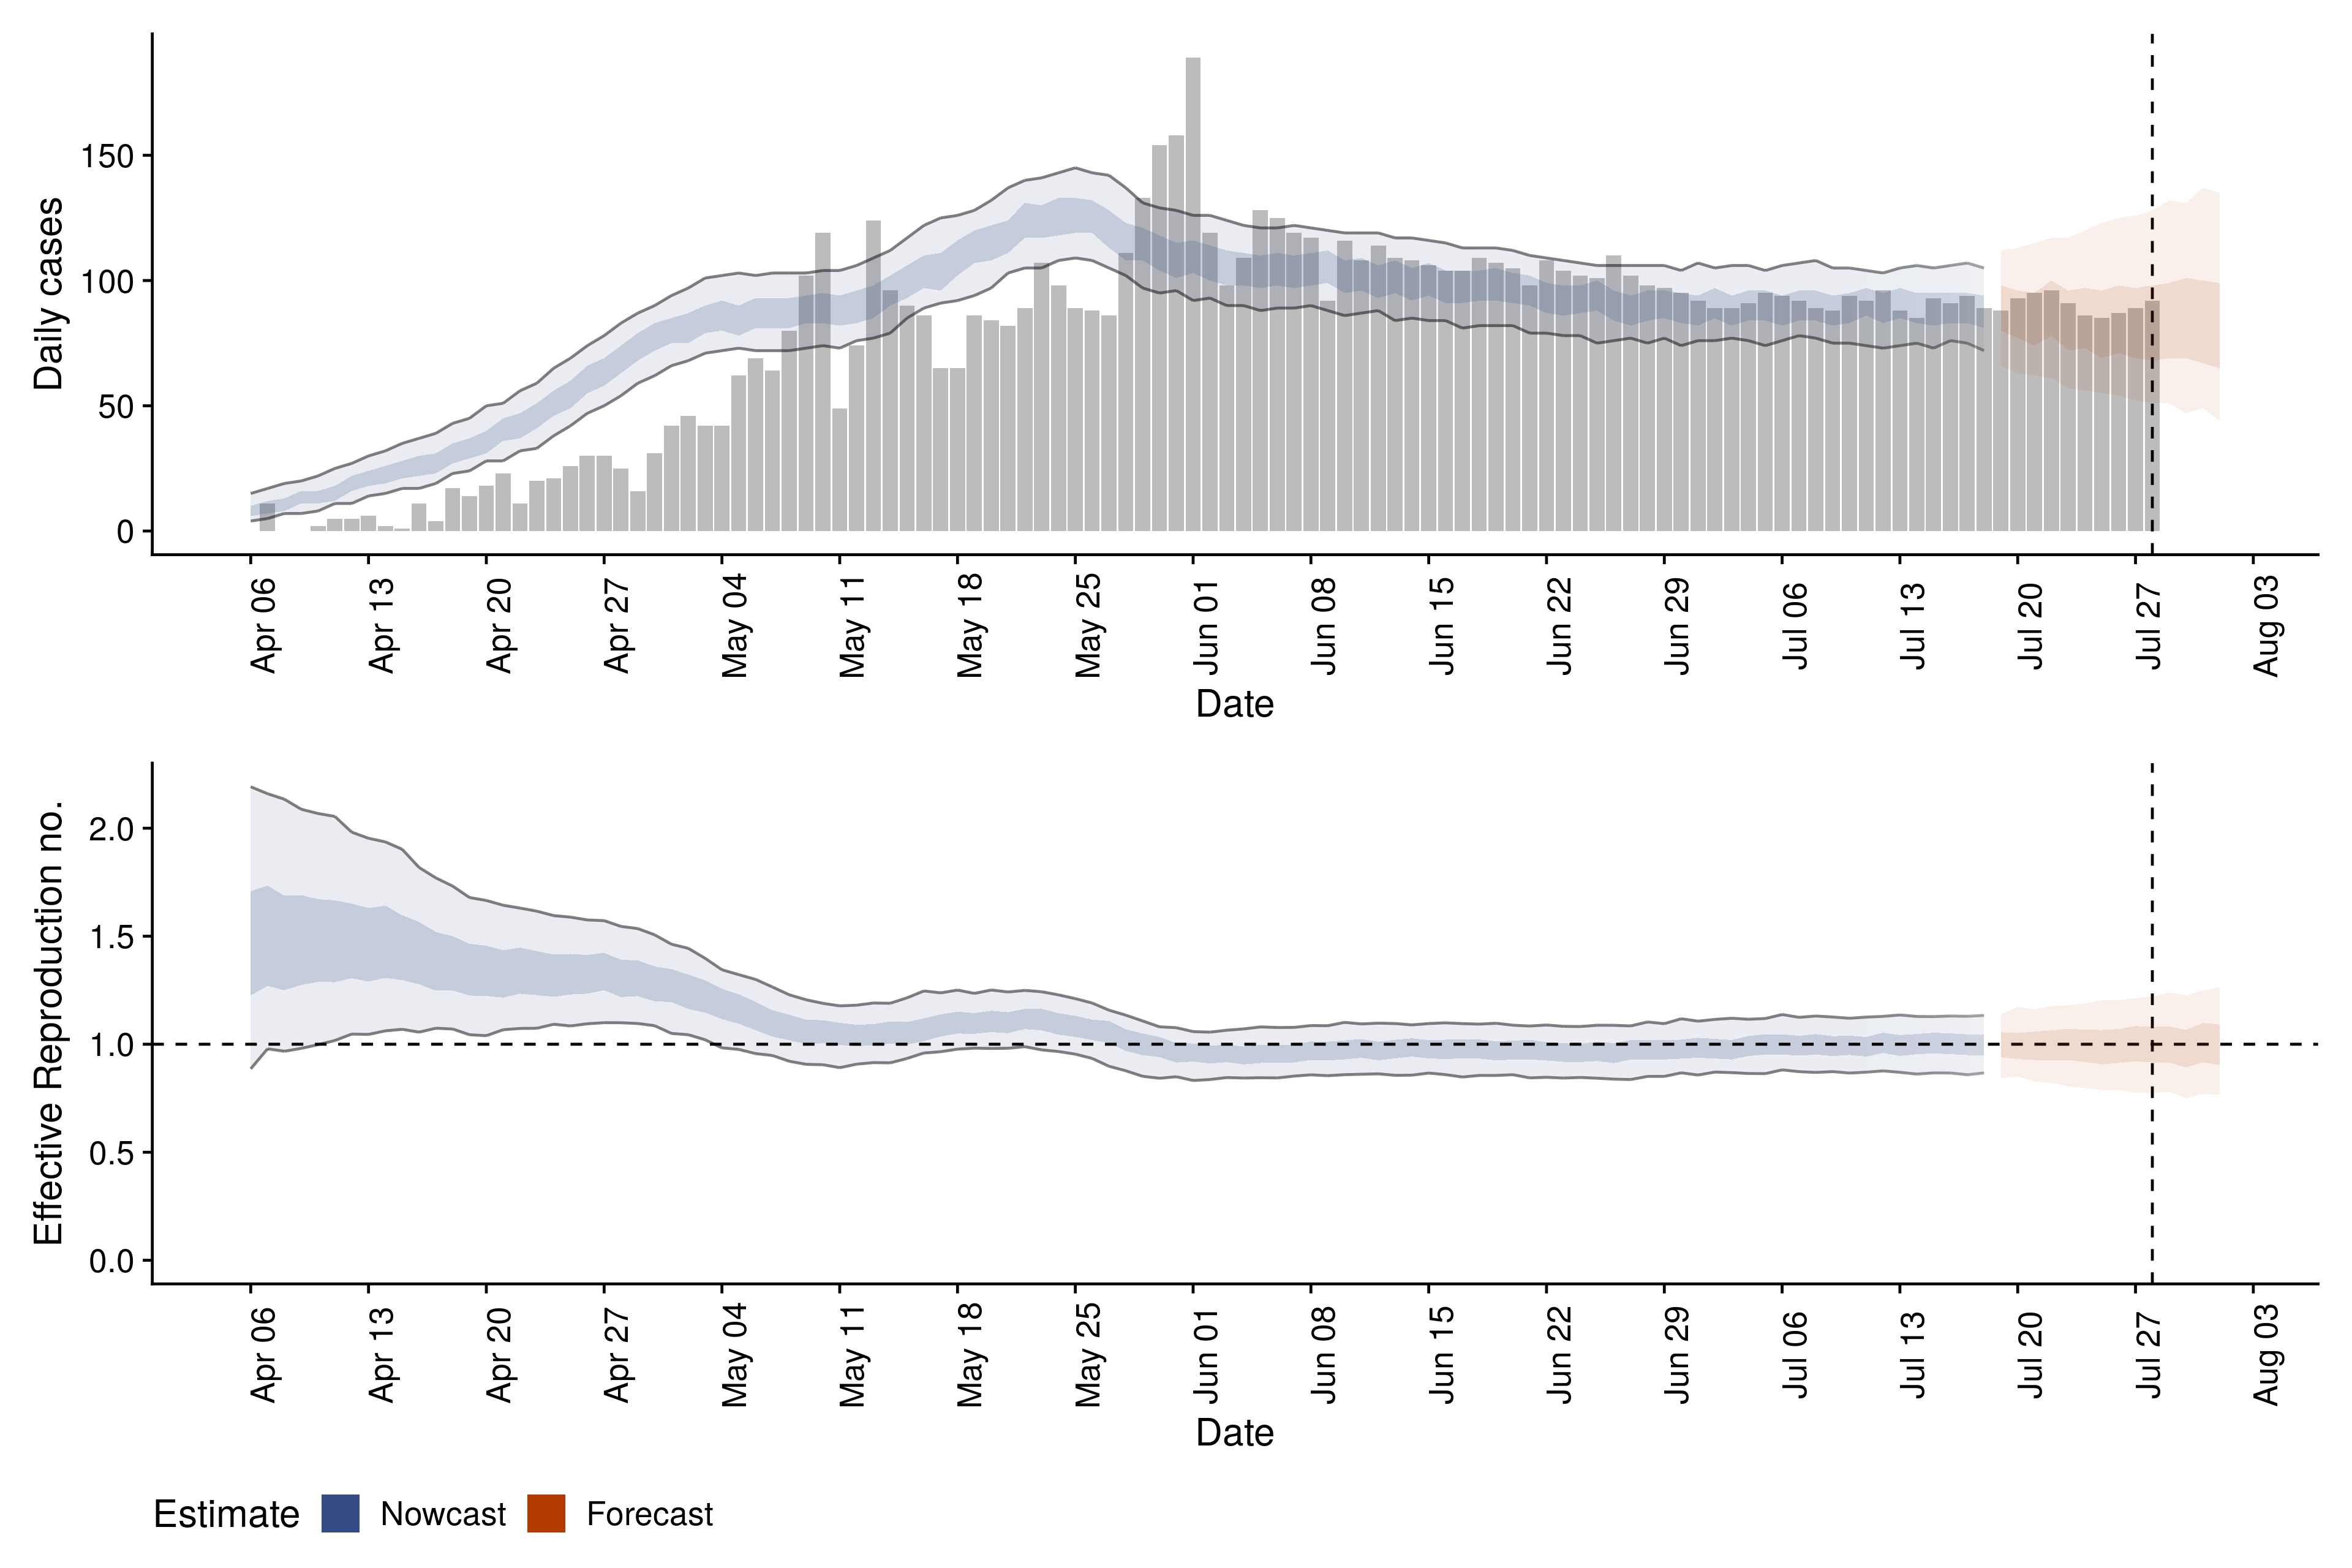 Daily cases
150
100
50
0
Apr 06
Apr 13
Apr 20
Apr 27
May 04
May 11
May 18
May 25
Jun 01
Jun 08
Jun 15
Jun 22
Jun 29
Jul 06
Jul 13
Jul 20
Jul 27
Aug 03
Date
Effective Reproduction no.
2.0
1.5
1.0
0.5
0.0
Apr 06
Apr 13
Apr 20
Apr 27
May 04
May 11
May 18
May 25
Jun 01
Jun 08
Jun 15
Jun 22
Jun 29
Jul 06
Jul 13
Jul 20
Jul 27
Aug 03
Date
Estimate Nowcast Forecast